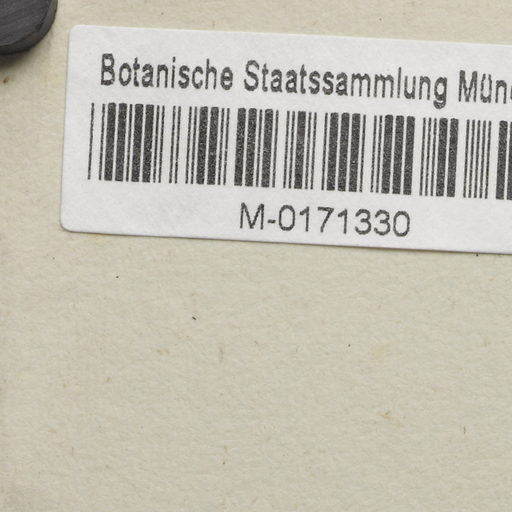 Botanische Staatssammlung Mün
M-0171330